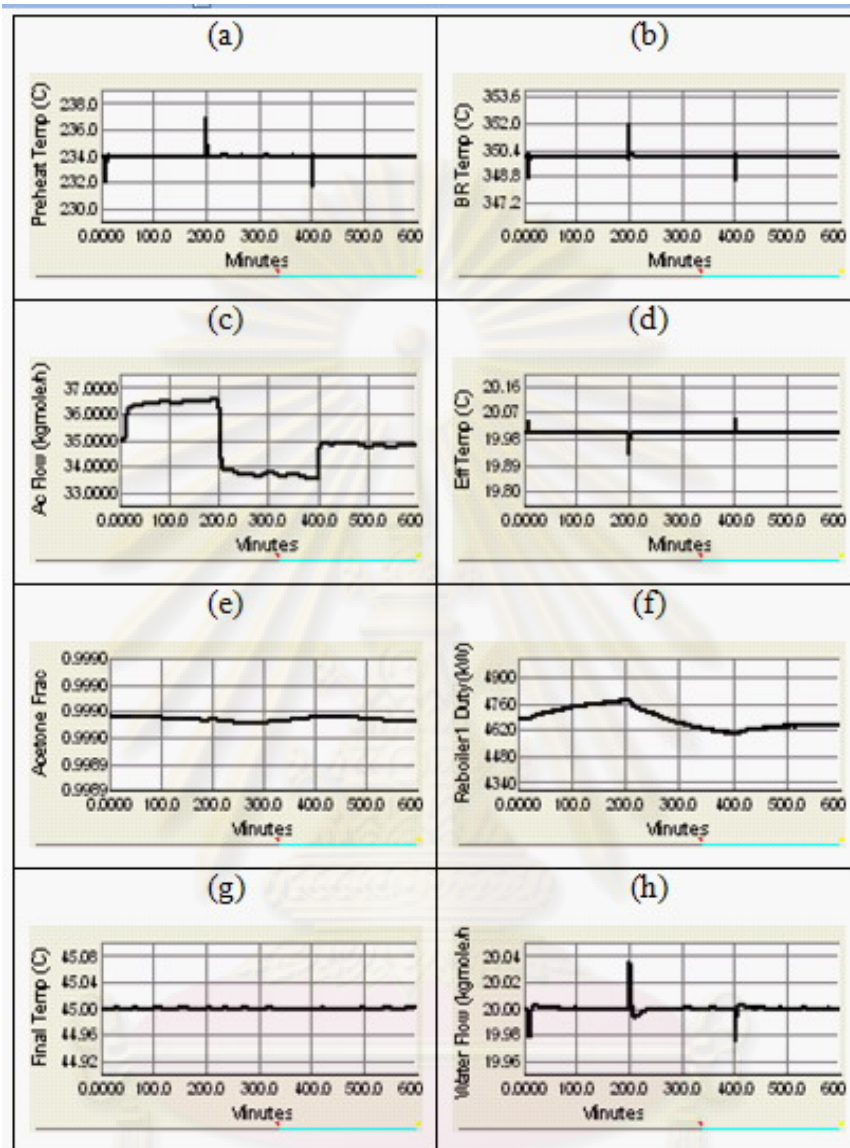 (a)
Preheat Temp (C)
238.0
236.0
234.0
232.0
230.0
0.0000 100.0 200.0 300.0 400.0 500.0 600
Minutes
(b)
BR Temp (C)
353.6
352.0
350.4
348.8
347.2
0.0000 100.0 200.0 300.0 400.0 500.0 600
Minutes
(c)
Ac Flow (kgmole.h)
37.0000
36.0000
35.0000
34.0000
33.0000
0.0000 100.0 200.0 300.0 400.0 500.0 600
Minutes
(d)
Eff Temp (C)
20.16
20.07
19.98
19.89
19.80
0.0000 100.0 200.0 300.0 400.0 500.0 600
Minutes
(e)
Acetone Frac
0.9990
0.9990
0.9990
0.9990
0.9989
0.9989
0.0000 100.0 200.0 300.0 400.0 500.0 600
Minutes
(f)
Reboiler1 Duty(kW)
4900
4760
4620
4480
4340
0.0000 100.0 200.0 300.0 400.0 500.0 600
Minutes
(g)
Final Temp (C)
45.08
45.04
45.00
44.96
44.92
0.0000 100.0 200.0 300.0 400.0 500.0 600
Minutes
(h)
Water Flow (kgmole.h
20.04
20.02
20.00
19.98
19.96
0.0000 100.0 200.0 300.0 400.0 500.0 600
Minutes